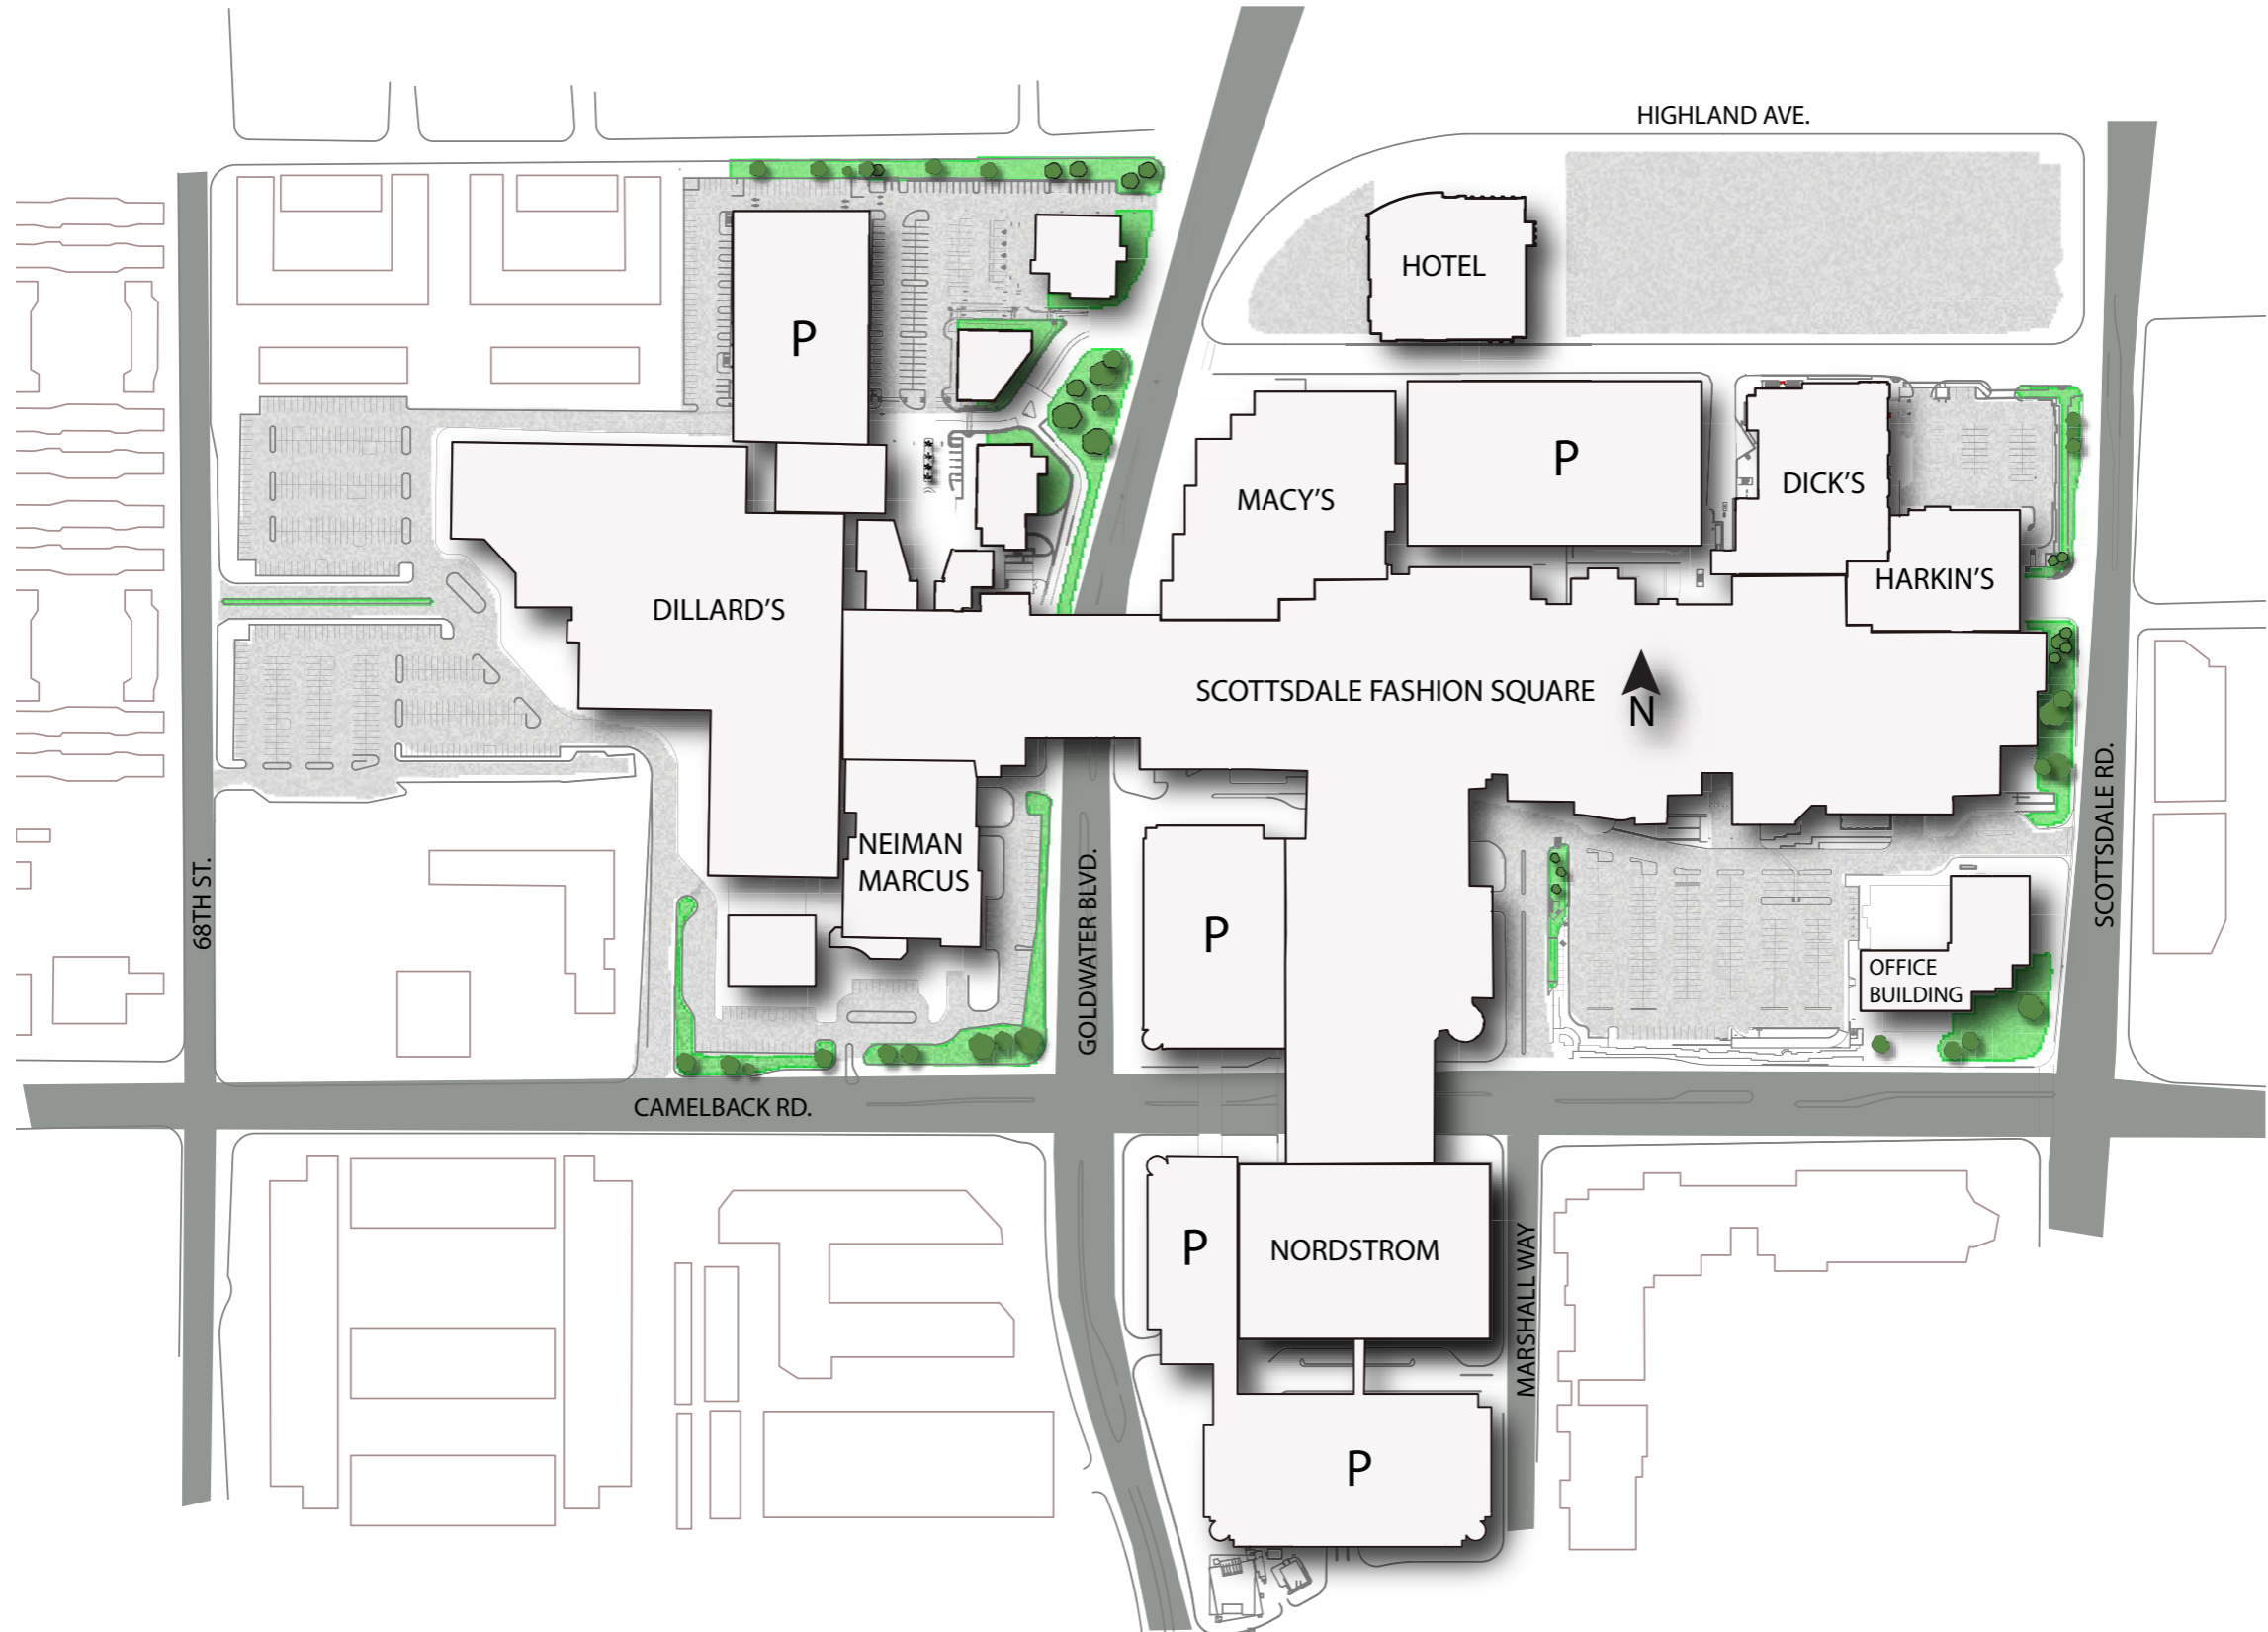 HIGHLAND AVE.
HOTEL
P
P
MACY'S
DICK'S
HARKIN'S
DILLARD'S
SCOTTSDALE FASHION SQUARE
N
NEIMAN
MARCUS
68TH ST.
GOLDWATER BLVD.
P
SCOTTSDALE RD.
OFFICE
BUILDING
CAMELBACK RD.
P
NORDSTROM
MARSHALL WAY
P